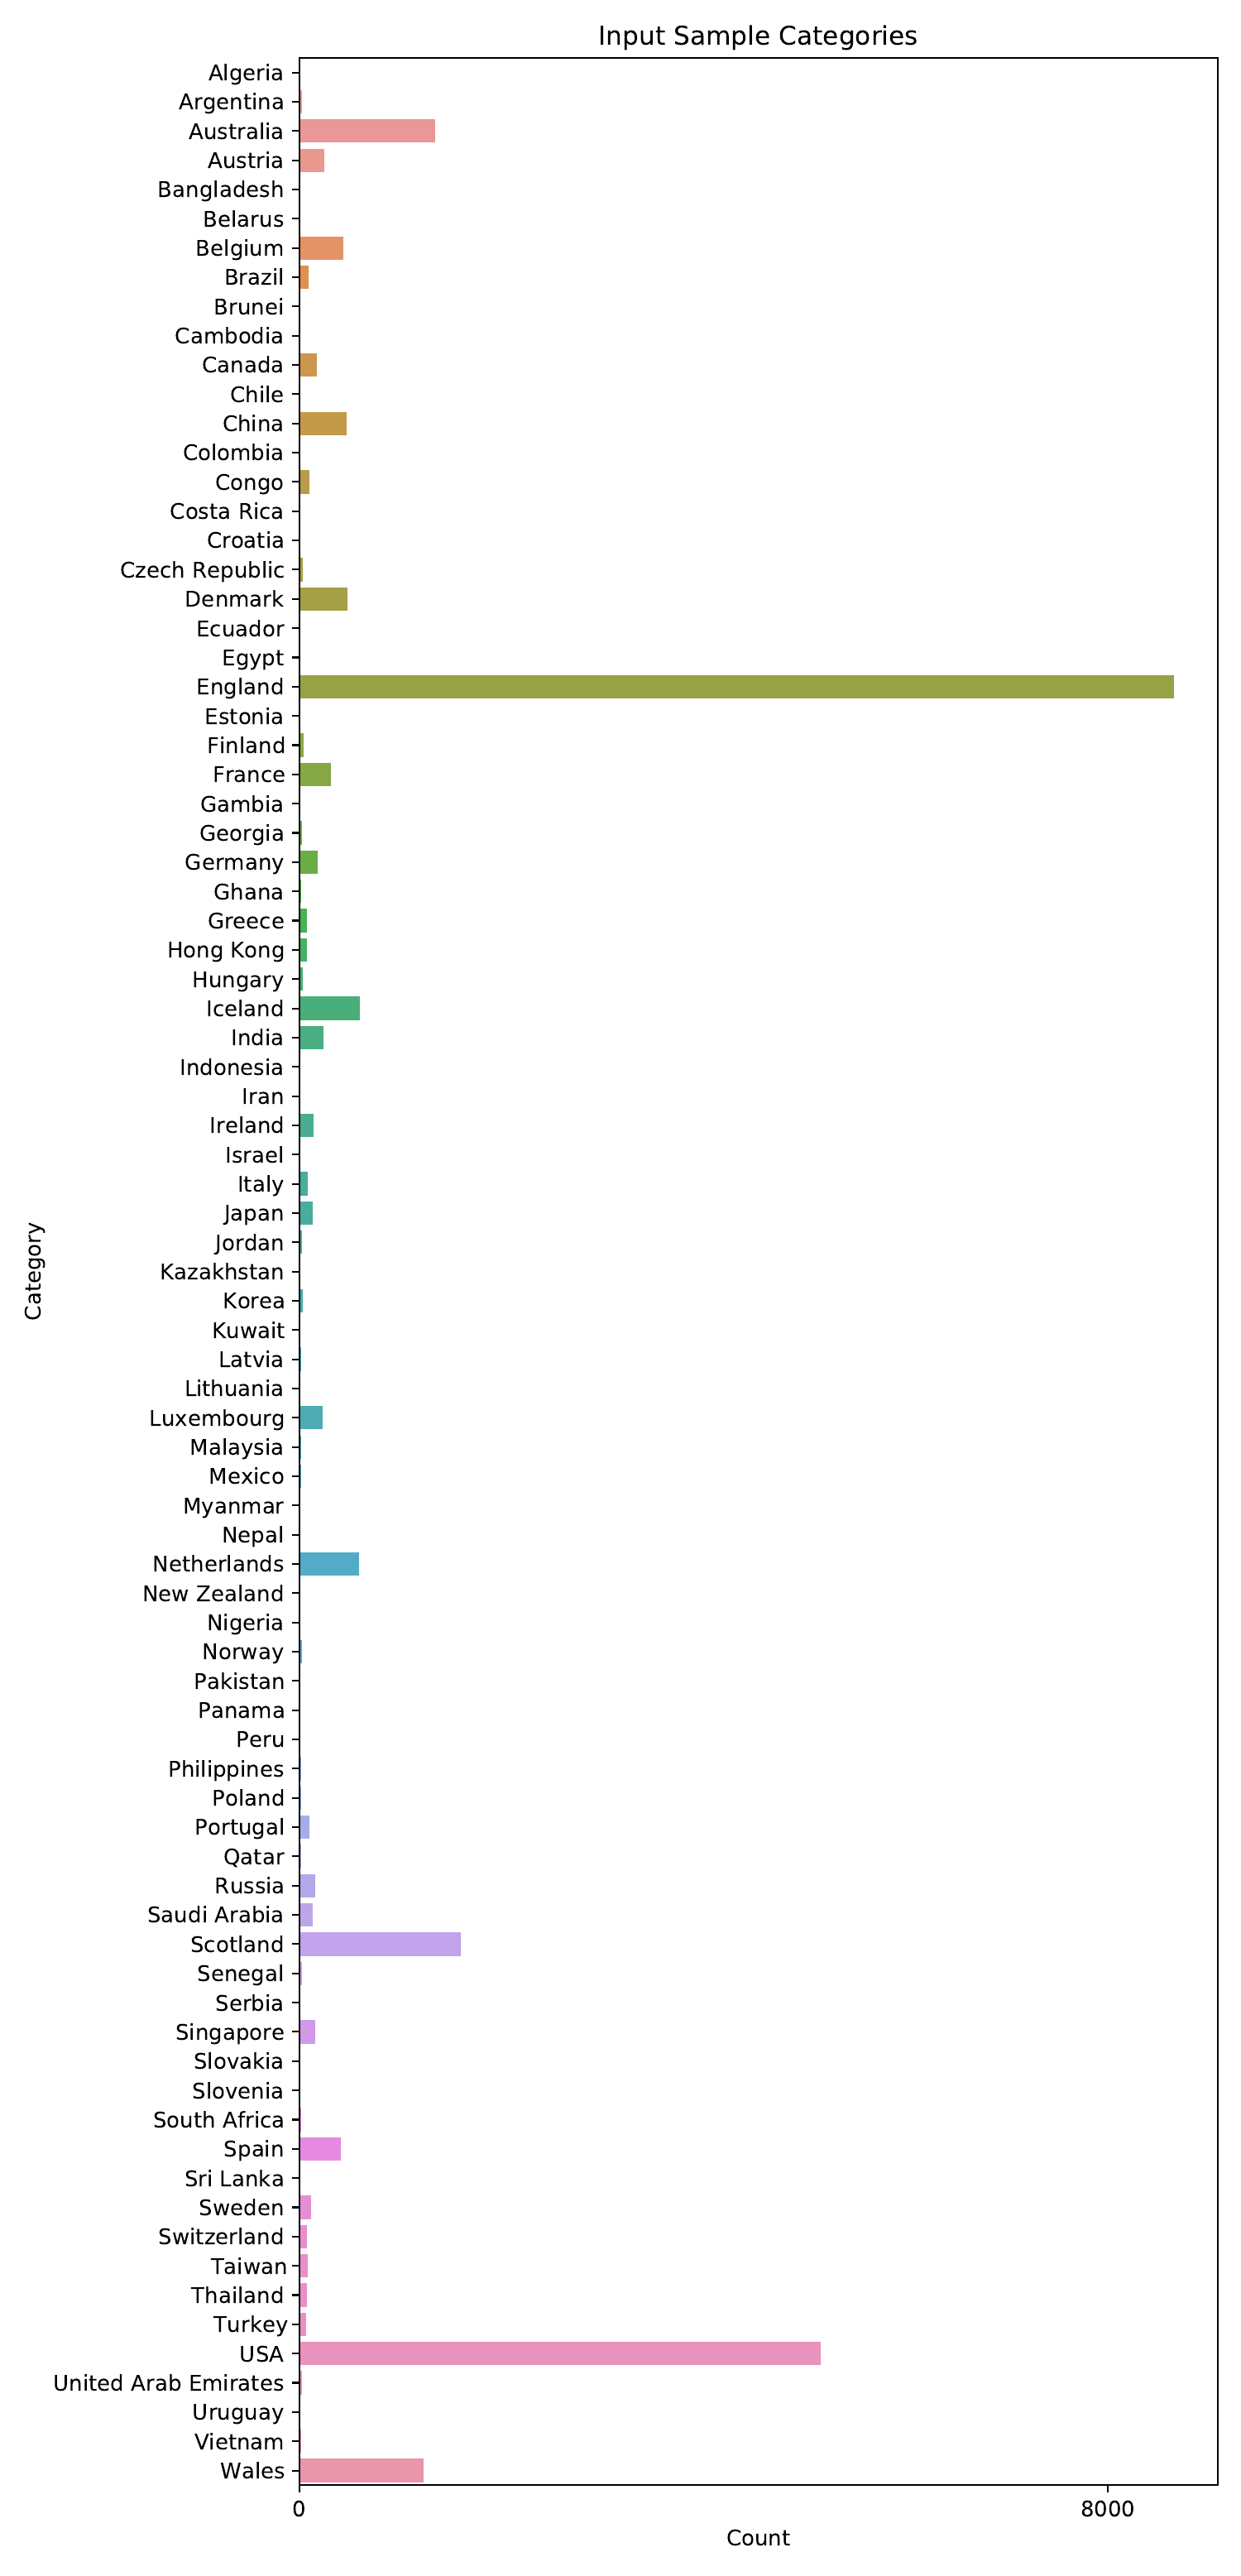 Input Sample Categories
Algeria
Argentina
Australia
Austria
Bangladesh
Belarus
Belgium
Brazil
Brunei
Cambodia
Canada
Chile
China
Colombia
Congo
Costa Rica
Croatia
Czech Republic
Denmark
Ecuador
Egypt
England
Estonia
Finland
France
Gambia
Georgia
Germany
Ghana
Greece
Hong Kong
Hungary
Iceland
India
Indonesia
Iran
Ireland
Israel
Italy
Japan
Jordan
Kazakhstan
Korea
Kuwait
Latvia
Lithuania
Luxembourg
Malaysia
Mexico
Myanmar
Nepal
Netherlands
New Zealand
Nigeria
Norway
Pakistan
Panama
Peru
Philippines
Poland
Portugal
Qatar
Russia
Saudi Arabia
Scotland
Senegal
Serbia
Singapore
Slovakia
Slovenia
South Africa
Spain
Sri Lanka
Sweden
Switzerland
Taiwan
Thailand
Turkey
USA
United Arab Emirates
Uruguay
Vietnam
Wales
Category
0 8000
Count